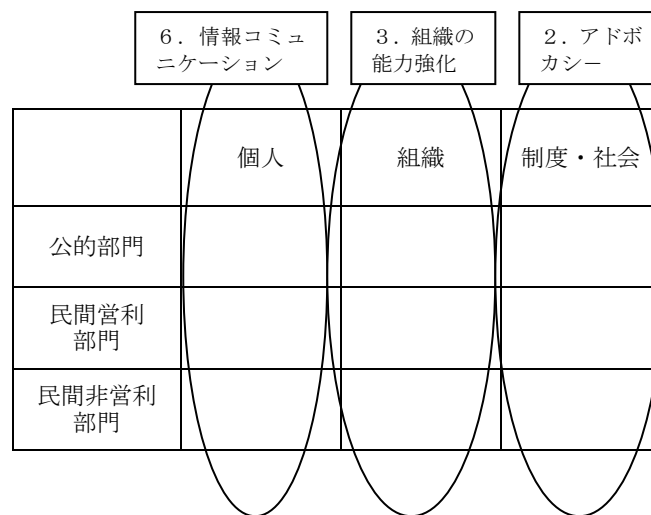 ６．情報コミュ
ニケーション
３．組織の
能力強化
２．アドボ
カシー
個人
組織
制度・社会
公的部門
民間営利
部門
民間非営利
部門